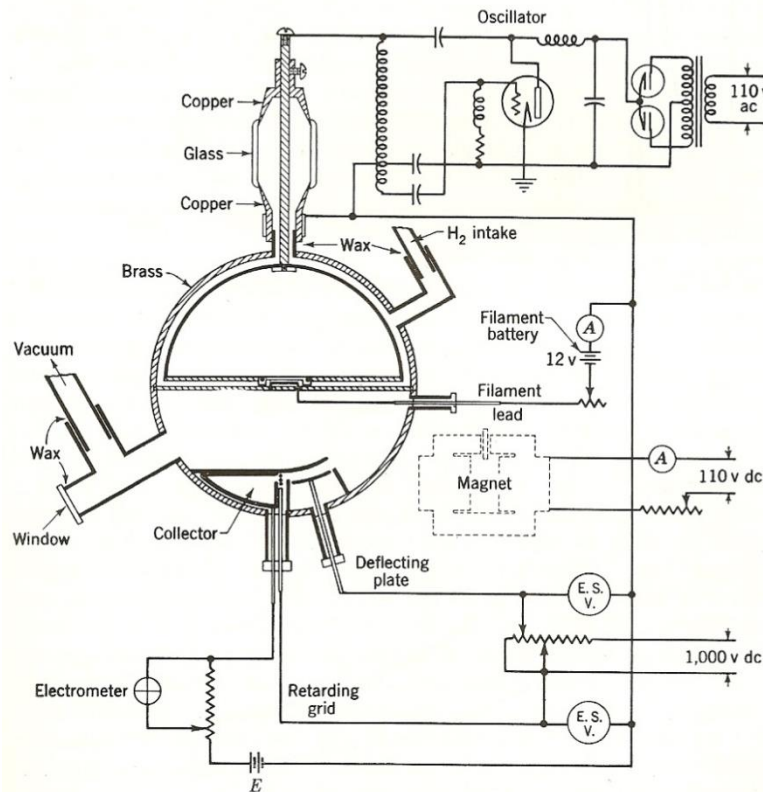 Oscillator
110 v
ac
Copper
Glass
Copper
Wax
H2 intake
Brass
Filament
battery
A
12 v
Vacuum
Filament
lead
Wax
A
Magnet
110 v dc
Window
Collector
Deflecting
plate
E. S.
V.
1,000 v dc
Electrometer
Retarding
grid
E. S.
V.
E